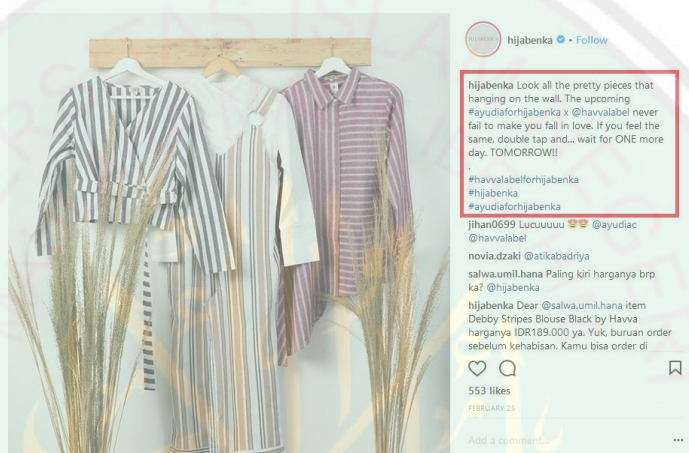 hijabenka • Follow
hijabenka Look all the pretty pieces that
hanging on the wall. The upcoming
#ayudiaforhijabenka x @havvalabel never
fail to make you fall in love. If you feel the
same, double tap and... wait for ONE more
day. TOMORROW!!
.
#havvalabelforhijabenka
#hijabenka
#ayudiaforhijabenka
jihan0699 Lucuuuuu 😍😍 @ayudiac
@havvalabel
novia.dzaki @atikabadriya
salwa.umil.hana Paling kiri harganya brp
ka? @hijabenka
hijabenka Dear @salwa.umil.hana item
Debby Stripes Blouse Black by Havva
harganya IDR189.000 ya. Yuk, buruan order
sebelum kehabisan. Kamu bisa order di
553 likes
FEBRUARY 25
Add a comment...